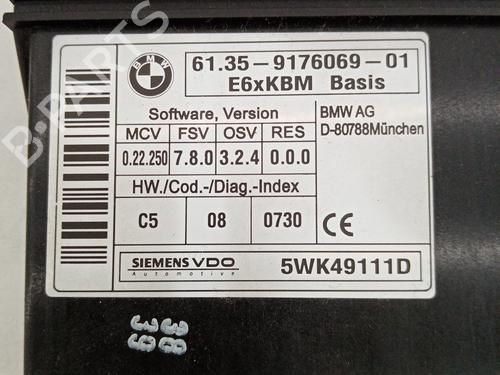 BMW
61.35-9176069-01
E6xKBM Basis
Software, Version
MCV FSV OSV RES
0.22.250 7.8.0 3.2.4 0.0.0
HW./Cod.-/Diag.-Index
C5 08 0730
BMW AG
D-80788München
CE
SIEMENS VDO
Automotive
5WK49111D
B-PARTS